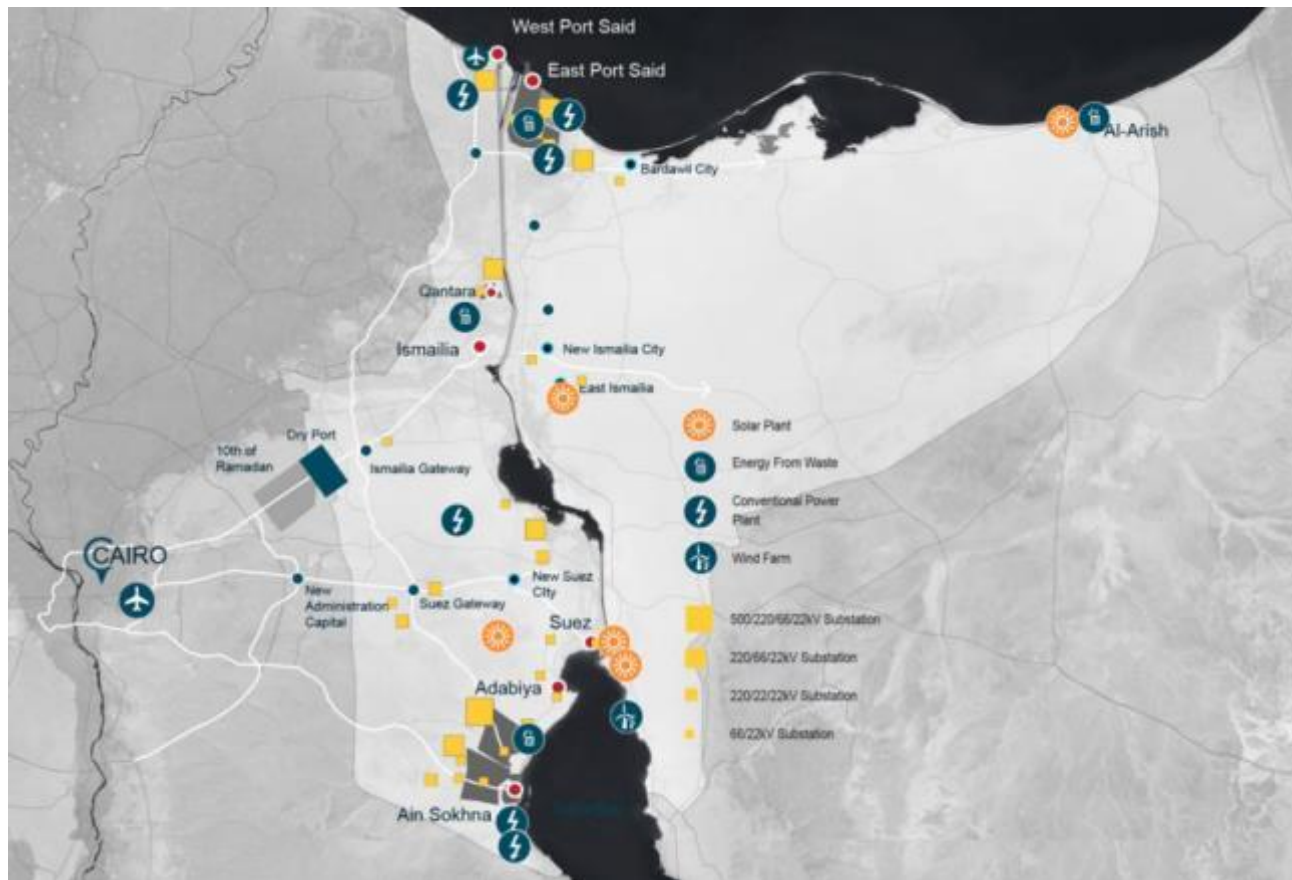 West Port Said
East Port Said
Al-Arish
Bardawil City
Qantara
Ismailia
New Ismailia City
East Ismailia
Solar Plant
Dry Port
10th of
Ramadan
Ismailia Gateway
Energy From Waste
Conventional Power
Plant
CAIRO
Wind Farm
New
Administration
Capital
Suez Gateway
New Suez
City
Suez
500/220/66/22kV Substation
220/66/22kV Substation
Adabiya
220/22/22kV Substation
66/22kV Substation
Ain Sokhna